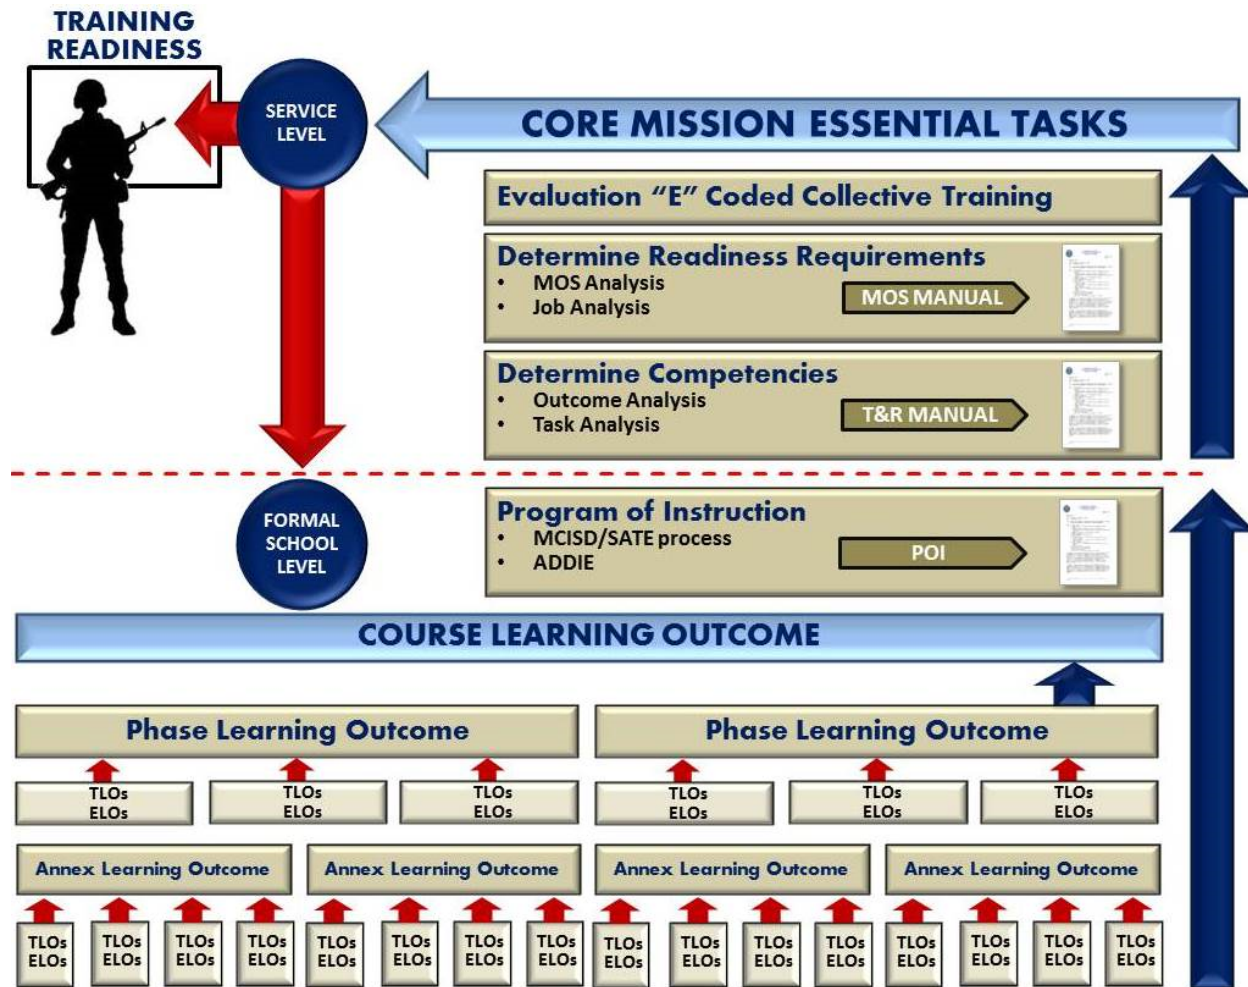 TRAINING
READINESS
SERVICE
LEVEL
CORE MISSION ESSENTIAL TASKS
Evaluation “E” Coded Collective Training
Determine Readiness Requirements
• MOS Analysis
• Job Analysis
MOS MANUAL
Determine Competencies
• Outcome Analysis
• Task Analysis
T&R MANUAL
FORMAL
SCHOOL
LEVEL
Program of Instruction
• MCISD/SATE process
• ADDIE
POI
COURSE LEARNING OUTCOME
Phase Learning Outcome
Phase Learning Outcome
TLOs
ELOs
TLOs
ELOs
TLOs
ELOs
TLOs
ELOs
TLOs
ELOs
TLOs
ELOs
Annex Learning Outcome
Annex Learning Outcome
Annex Learning Outcome
Annex Learning Outcome
TLOs
ELOs
TLOs
ELOs
TLOs
ELOs
TLOs
ELOs
TLOs
ELOs
TLOs
ELOs
TLOs
ELOs
TLOs
ELOs
TLOs
ELOs
TLOs
ELOs
TLOs
ELOs
TLOs
ELOs
TLOs
ELOs
TLOs
ELOs
TLOs
ELOs
TLOs
ELOs